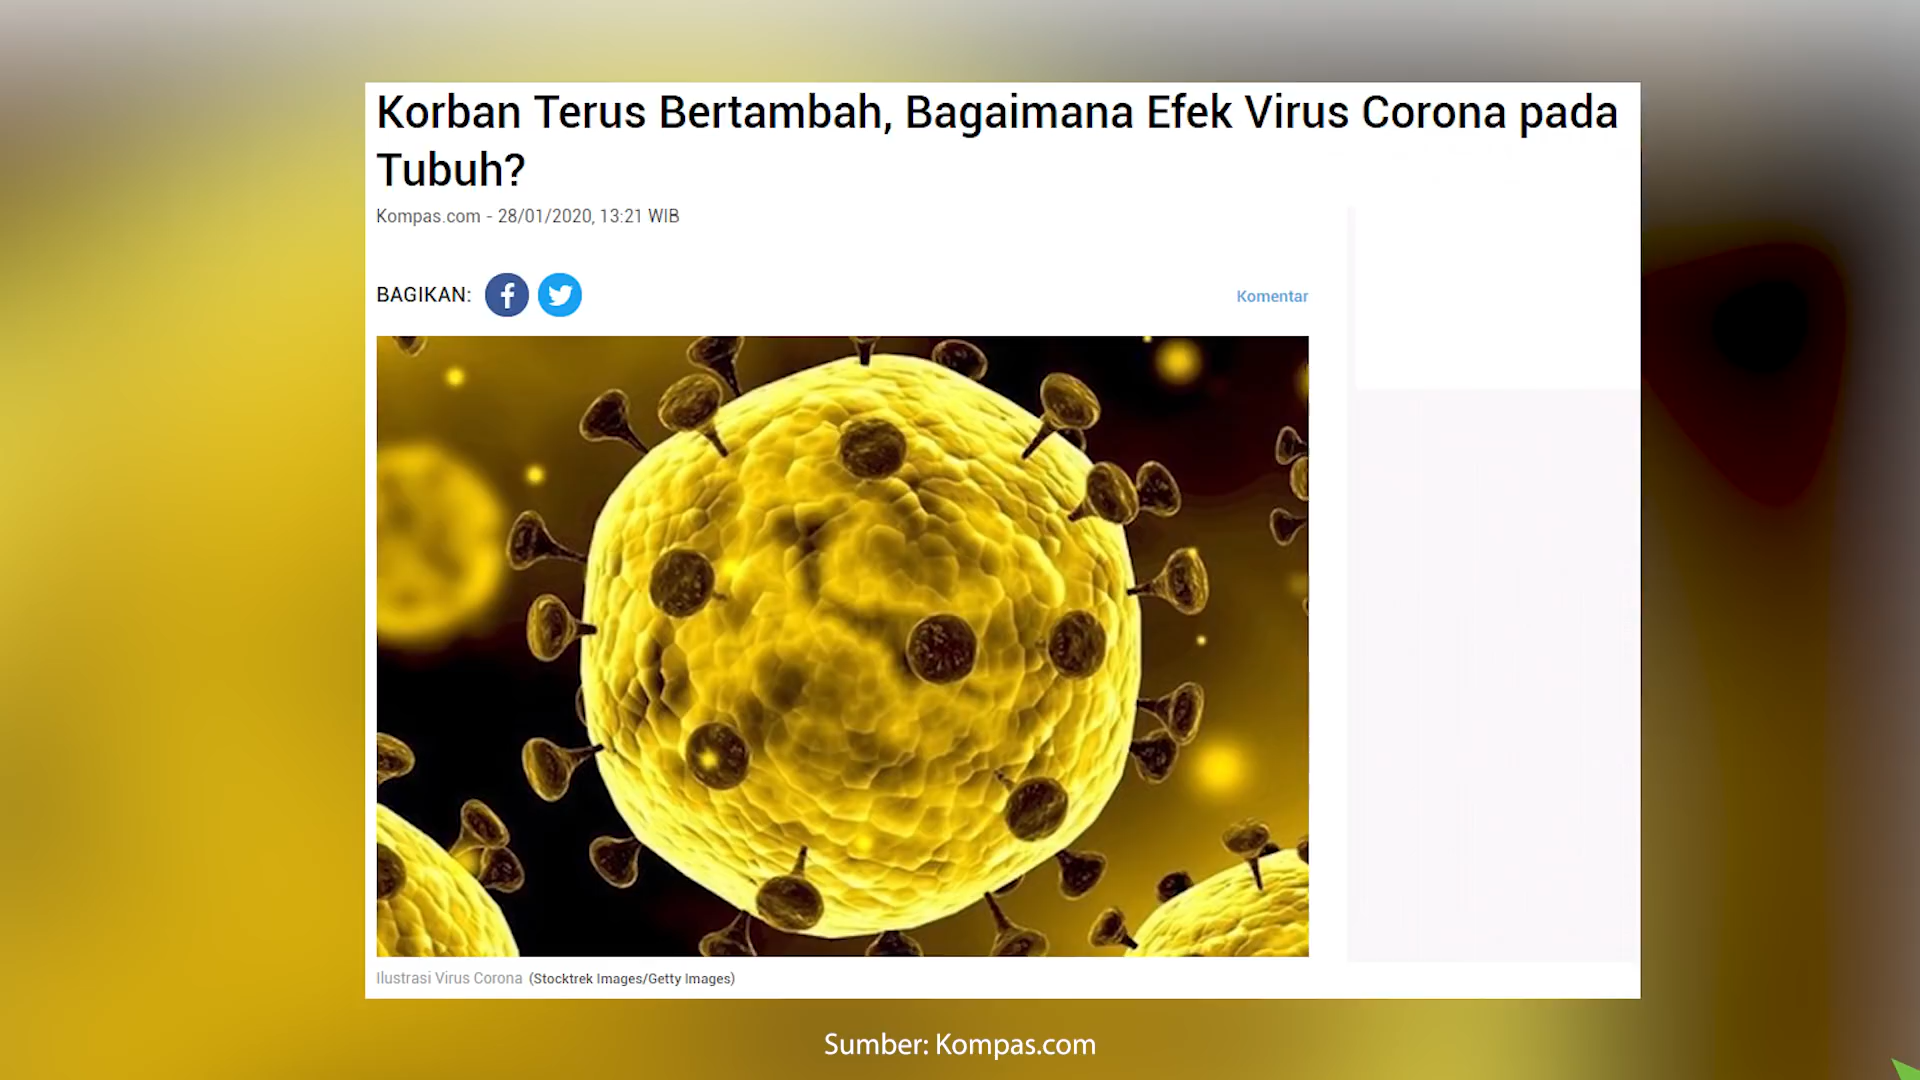 Korban Terus Bertambah, Bagaimana Efek Virus Corona pada
Tubuh?
Kompas.com - 28/01/2020, 13:21 WIB
BAGIKAN:
Komentar
Ilustrasi Virus Corona (Stocktrek Images/Getty Images)
Sumber: Kompas.com